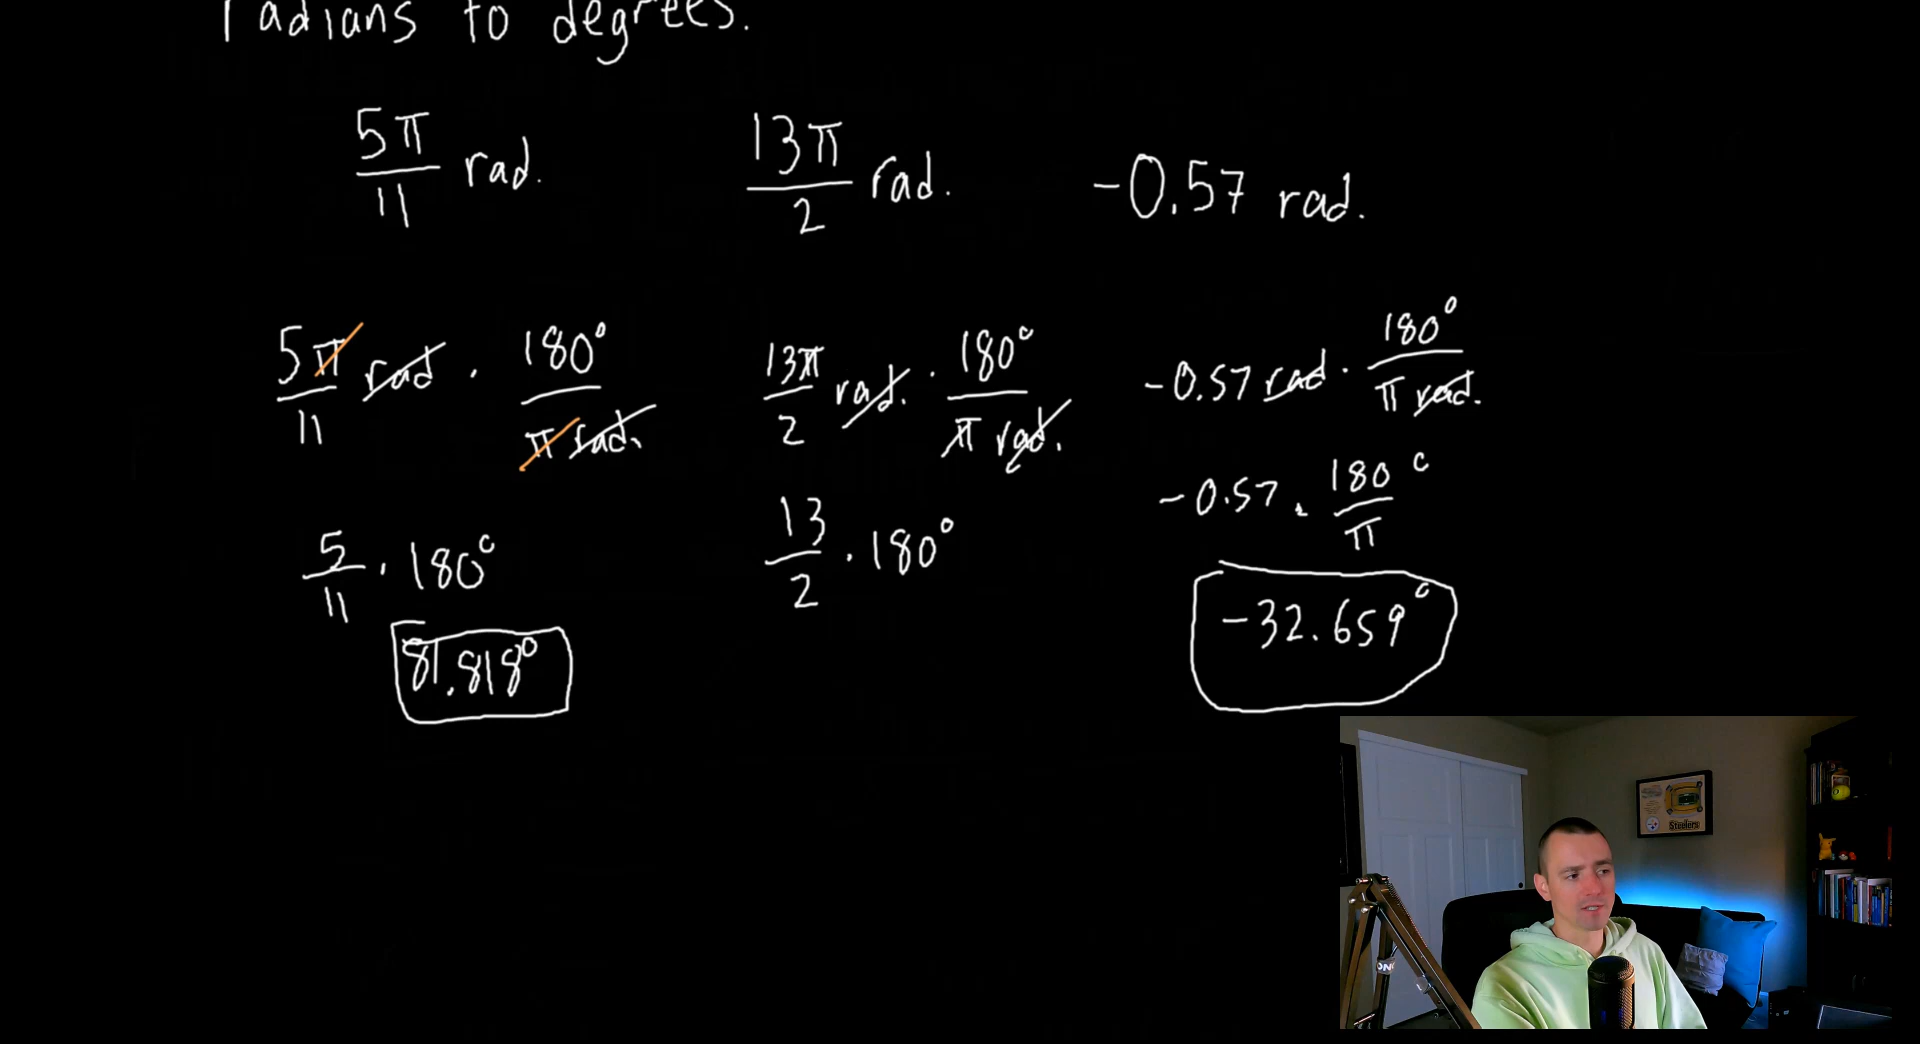 radians to degrees.
5π/11 rad.
13π/2 rad.
-0.57 rad.
5π/11 rad · 180°/π rad.
13π/2 rad. · 180°/π rad.
-0.57 rad · 180°/π rad.
5/11 · 180°
13/2 · 180°
-0.57 · 180/π °
81.818°
-32.659°
Steelers